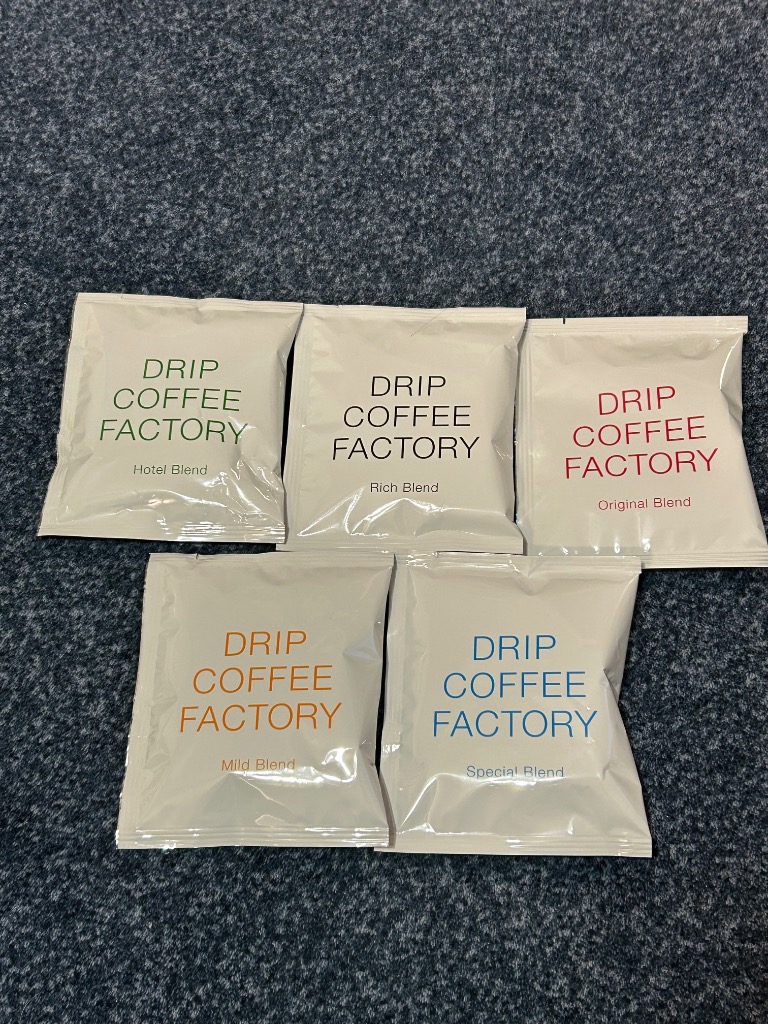 DRIP
COFFEE
FACTORY
Hotel Blend
DRIP
COFFEE
FACTORY
Rich Blend
DRIP
COFFEE
FACTORY
Original Blend
DRIP
COFFEE
FACTORY
Mild Blend
DRIP
COFFEE
FACTORY
Special Blend